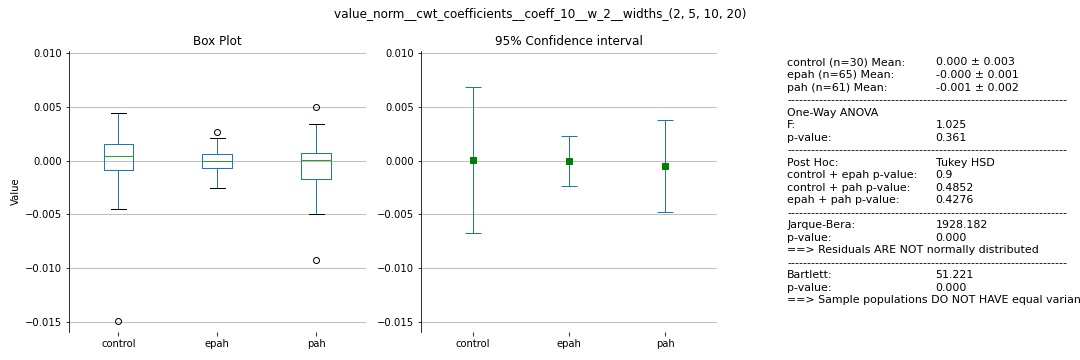 value_norm__cwt_coefficients__coeff_10__w_2__widths_(2, 5, 10, 20)
Box Plot
0.010
0.005
0.000
−0.005
−0.010
−0.015
Value
control epah pah
95% Confidence interval
0.010
0.005
0.000
−0.005
−0.010
−0.015
control epah pah
control (n=30) Mean: 0.000 ± 0.003
epah (n=65) Mean: -0.000 ± 0.001
pah (n=61) Mean: -0.001 ± 0.002
One-Way ANOVA
F: 1.025
p-value: 0.361
Post Hoc: Tukey HSD
control + epah p-value: 0.9
control + pah p-value: 0.4852
epah + pah p-value: 0.4276
Jarque-Bera: 1928.182
p-value: 0.000
==> Residuals ARE NOT normally distributed
Bartlett: 51.221
p-value: 0.000
==> Sample populations DO NOT HAVE equal varian